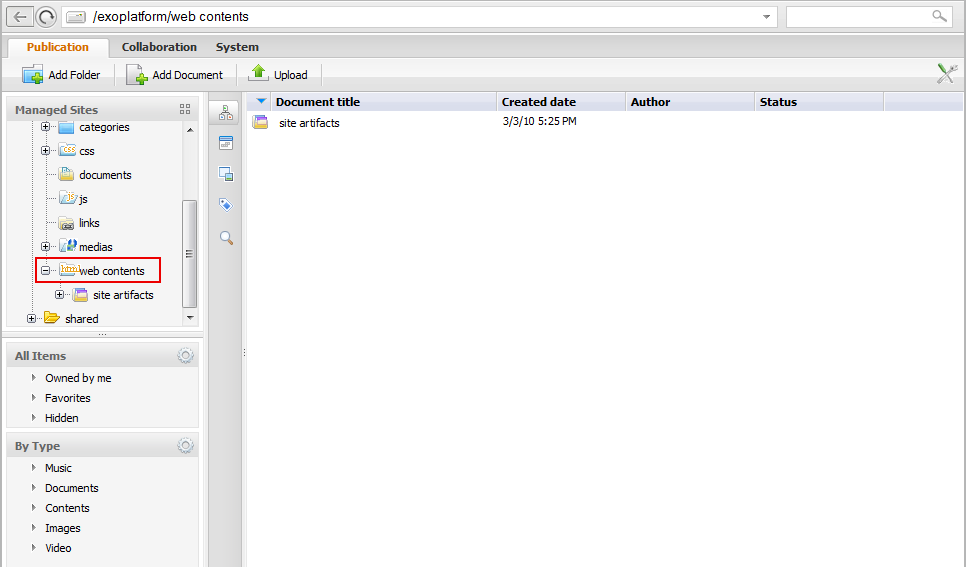 /exoplatform/web contents
Publication Collaboration System
Add Folder Add Document Upload
Managed Sites
categories
css
documents
js
links
medias
web contents
site artifacts
shared
All Items
Owned by me
Favorites
Hidden
By Type
Music
Documents
Contents
Images
Video
Document title Created date Author Status
site artifacts 3/3/10 5:25 PM